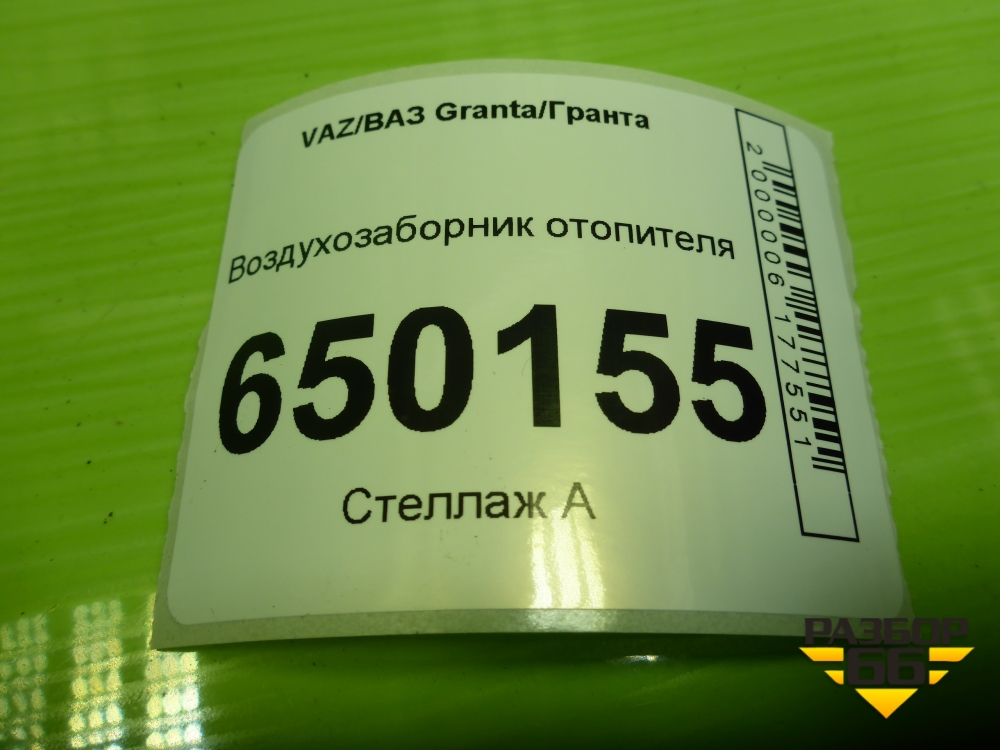 VAZ/ВАЗ Granta/Гранта
Воздухозаборник отопителя
650155
Стеллаж А
2000006177551
РАЗБОР
66